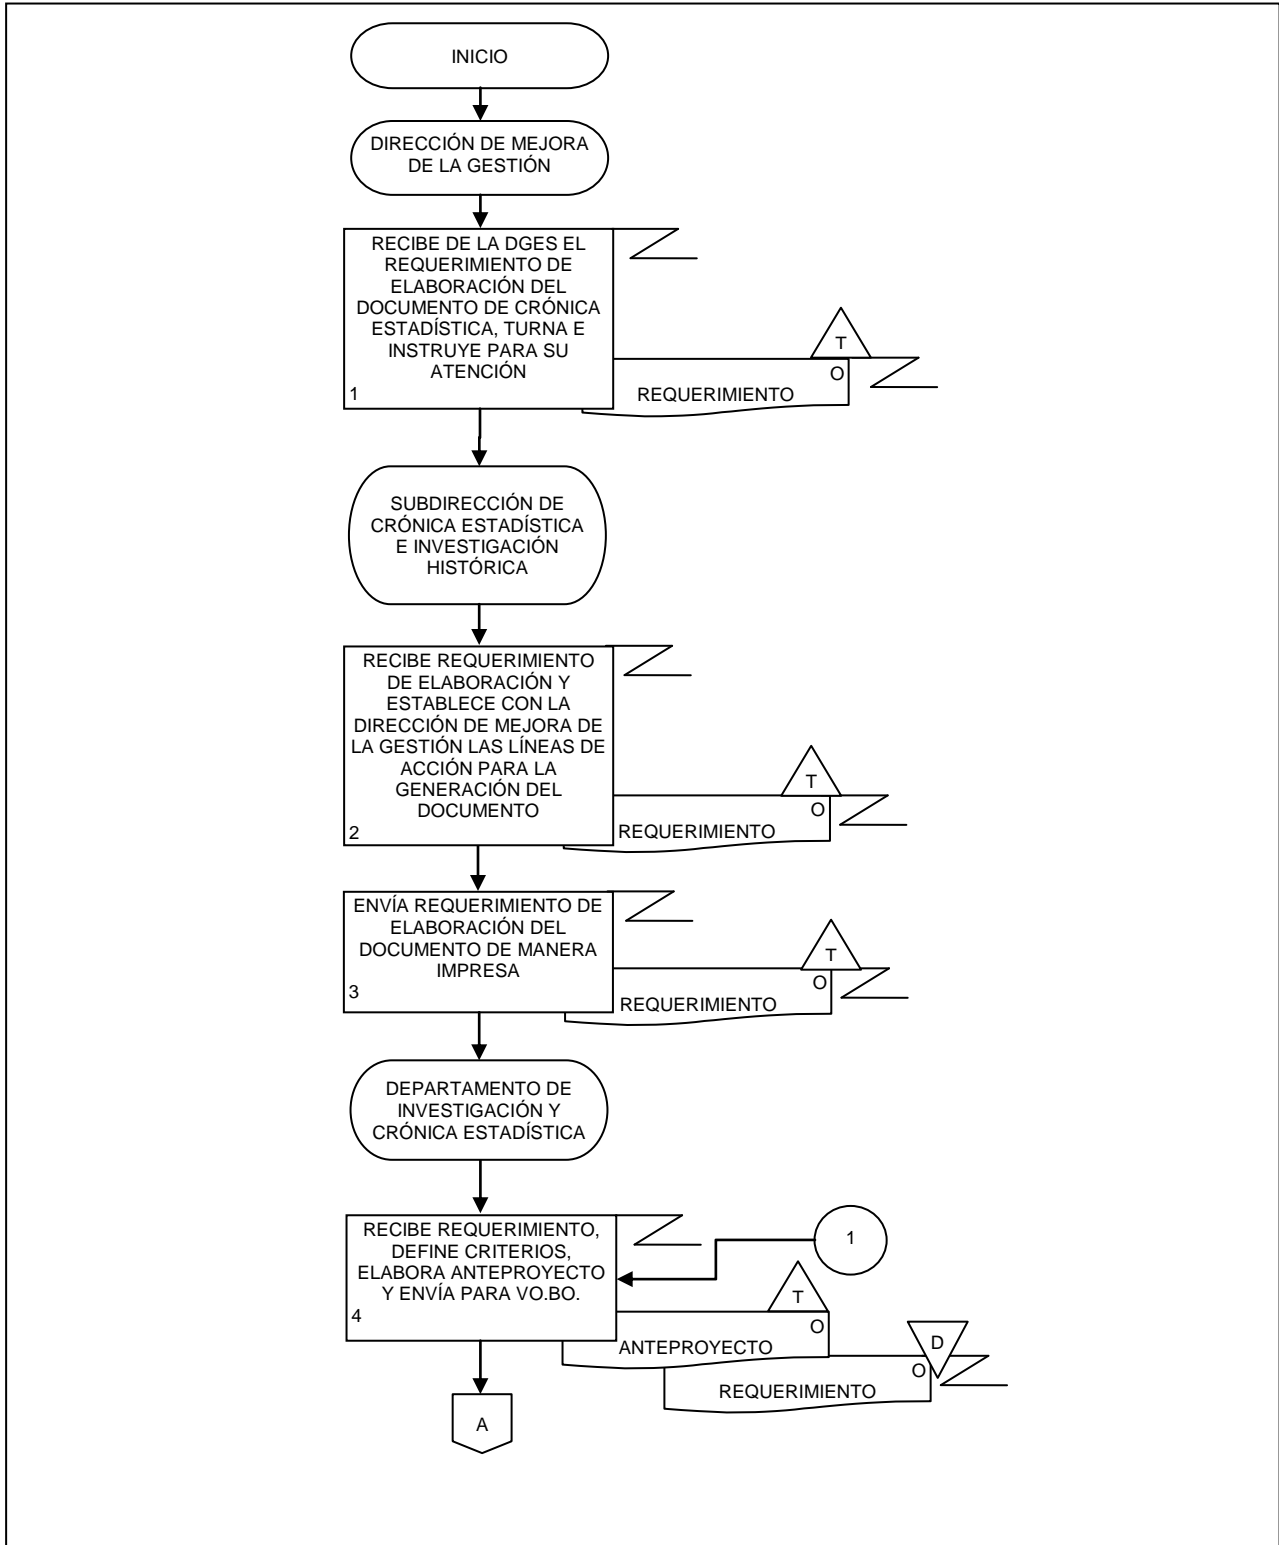 INICIO
DIRECCIÓN DE MEJORA
DE LA GESTIÓN
RECIBE DE LA DGES EL
REQUERIMIENTO DE
ELABORACIÓN DEL
DOCUMENTO DE CRÓNICA
ESTADÍSTICA, TURNA E
INSTRUYE PARA SU
ATENCIÓN
1
T
O
REQUERIMIENTO
SUBDIRECCIÓN DE
CRÓNICA ESTADÍSTICA
E INVESTIGACIÓN
HISTÓRICA
RECIBE REQUERIMIENTO
DE ELABORACIÓN Y
ESTABLECE CON LA
DIRECCIÓN DE MEJORA DE
LA GESTIÓN LAS LÍNEAS DE
ACCIÓN PARA LA
GENERACIÓN DEL
DOCUMENTO
2
T
O
REQUERIMIENTO
ENVÍA REQUERIMIENTO DE
ELABORACIÓN DEL
DOCUMENTO DE MANERA
IMPRESA
3
T
O
REQUERIMIENTO
DEPARTAMENTO DE
INVESTIGACIÓN Y
CRÓNICA ESTADÍSTICA
RECIBE REQUERIMIENTO,
DEFINE CRITERIOS,
ELABORA ANTEPROYECTO
Y ENVÍA PARA VO.BO.
4
1
T
O
ANTEPROYECTO
D
O
REQUERIMIENTO
A